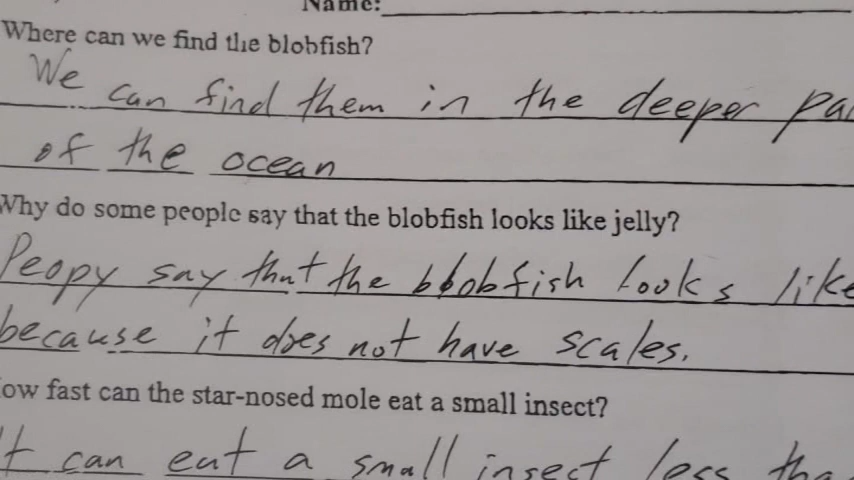 Name:
Where can we find the blobfish?
We can find them in the deeper
of the ocean
Why do some people say that the blobfish looks like jelly?
Peopy say that the blobfish looks like
because it does not have scales.
ow fast can the star-nosed mole eat a small insect?
It can eat a small insect less